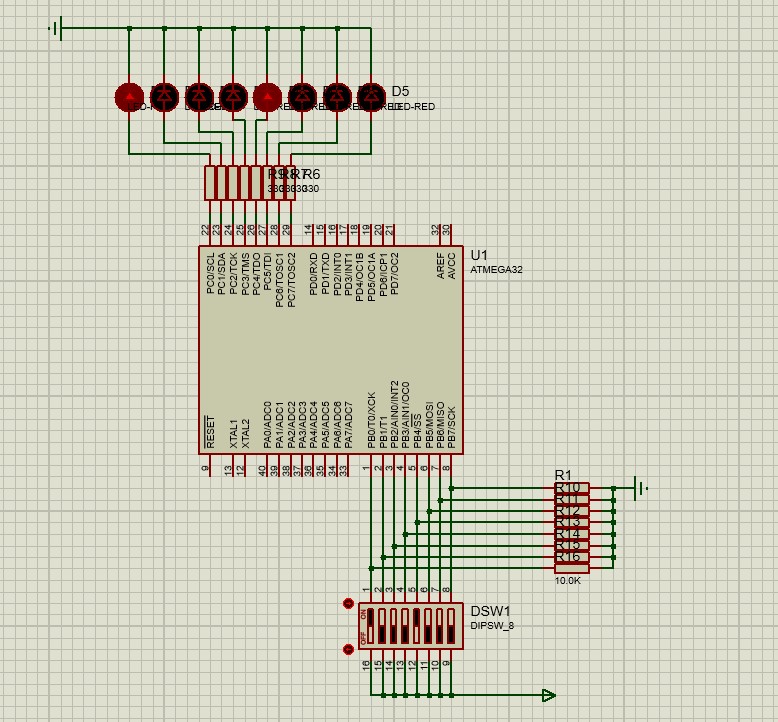 D5
LED-RED
R6
330
22
23
24
25
26
27
28
29
14
15
16
17
18
19
20
21
32
30
PC0/SCL
PC1/SDA
PC2/TCK
PC3/TMS
PC4/TDO
PC5/TDI
PC6/TOSC1
PC7/TOSC2
PD0/RXD
PD1/TXD
PD2/INT0
PD3/INT1
PD4/OC1B
PD5/OC1A
PD6/ICP1
PD7/OC2
AREF
AVCC
U1
ATMEGA32
RESET
XTAL1
XTAL2
PA0/ADC0
PA1/ADC1
PA2/ADC2
PA3/ADC3
PA4/ADC4
PA5/ADC5
PA6/ADC6
PA7/ADC7
PB0/T0/XCK
PB1/T1
PB2/AIN0/INT2
PB3/AIN1/OC0
PB4/SS
PB5/MOSI
PB6/MISO
PB7/SCK
9
13
12
40
39
38
37
36
35
34
33
1
2
3
4
5
6
7
8
R1
R10
R11
R12
R13
R14
R15
R16
10.0K
1
2
3
4
5
6
7
8
ON
OFF
DSW1
DIPSW_8
16
15
14
13
12
11
10
9